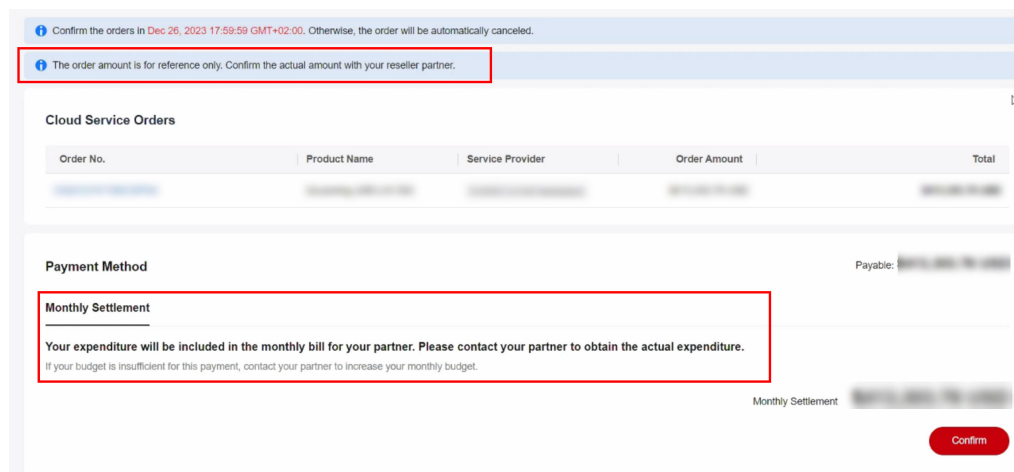 Confirm the orders in Dec 26, 2023 17:59:59 GMT+02:00. Otherwise, the order will be automatically canceled.
The order amount is for reference only. Confirm the actual amount with your reseller partner.
Cloud Service Orders
Order No. Product Name Service Provider Order Amount Total
Payment Method
Payable:
Monthly Settlement
Your expenditure will be included in the monthly bill for your partner. Please contact your partner to obtain the actual expenditure.
If your budget is insufficient for this payment, contact your partner to increase your monthly budget.
Monthly Settlement
Confirm